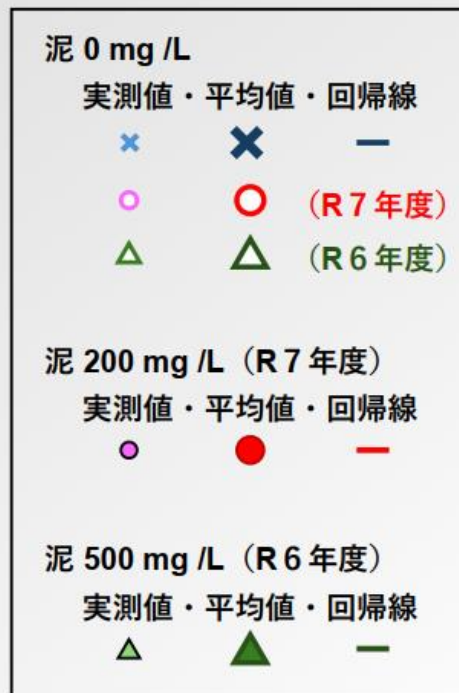 泥 0 mg /L
実測値・平均値・回帰線
（R７年度）
（R６年度）
泥 200 mg /L（R７年度）
実測値・平均値・回帰線
泥 500 mg /L（R６年度）
実測値・平均値・回帰線